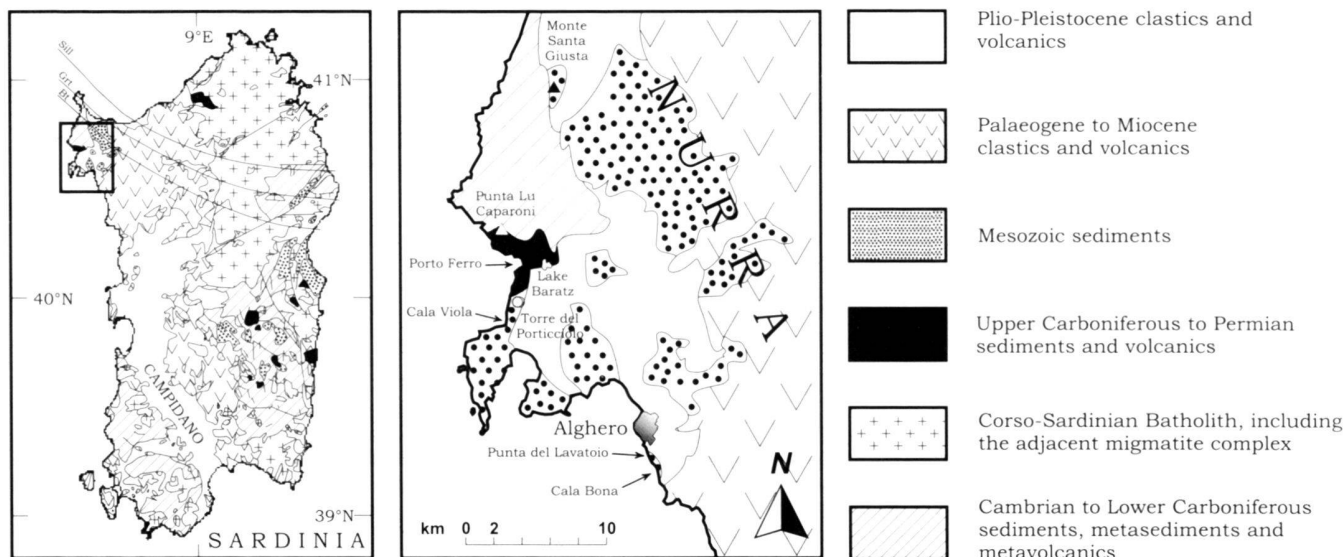 9°E
Sill
Grt
Bt
41°N
40°N
CAMPIDANO
39°N
SARDINIA
Monte
Santa
Giusta
NURRA
Punta Lu
Caparoni
Porto Ferro
Lake
Baratz
Cala Viola
Torre del
Porticciolo
Alghero
Punta del Lavatoio
Cala Bona
N
km 0 2 10
Plio-Pleistocene clastics and
volcanics
Palaeogene to Miocene
clastics and volcanics
Mesozoic sediments
Upper Carboniferous to Permian
sediments and volcanics
Corso-Sardinian Batholith, including
the adjacent migmatite complex
Cambrian to Lower Carboniferous
sediments, metasediments and
metavolcanics